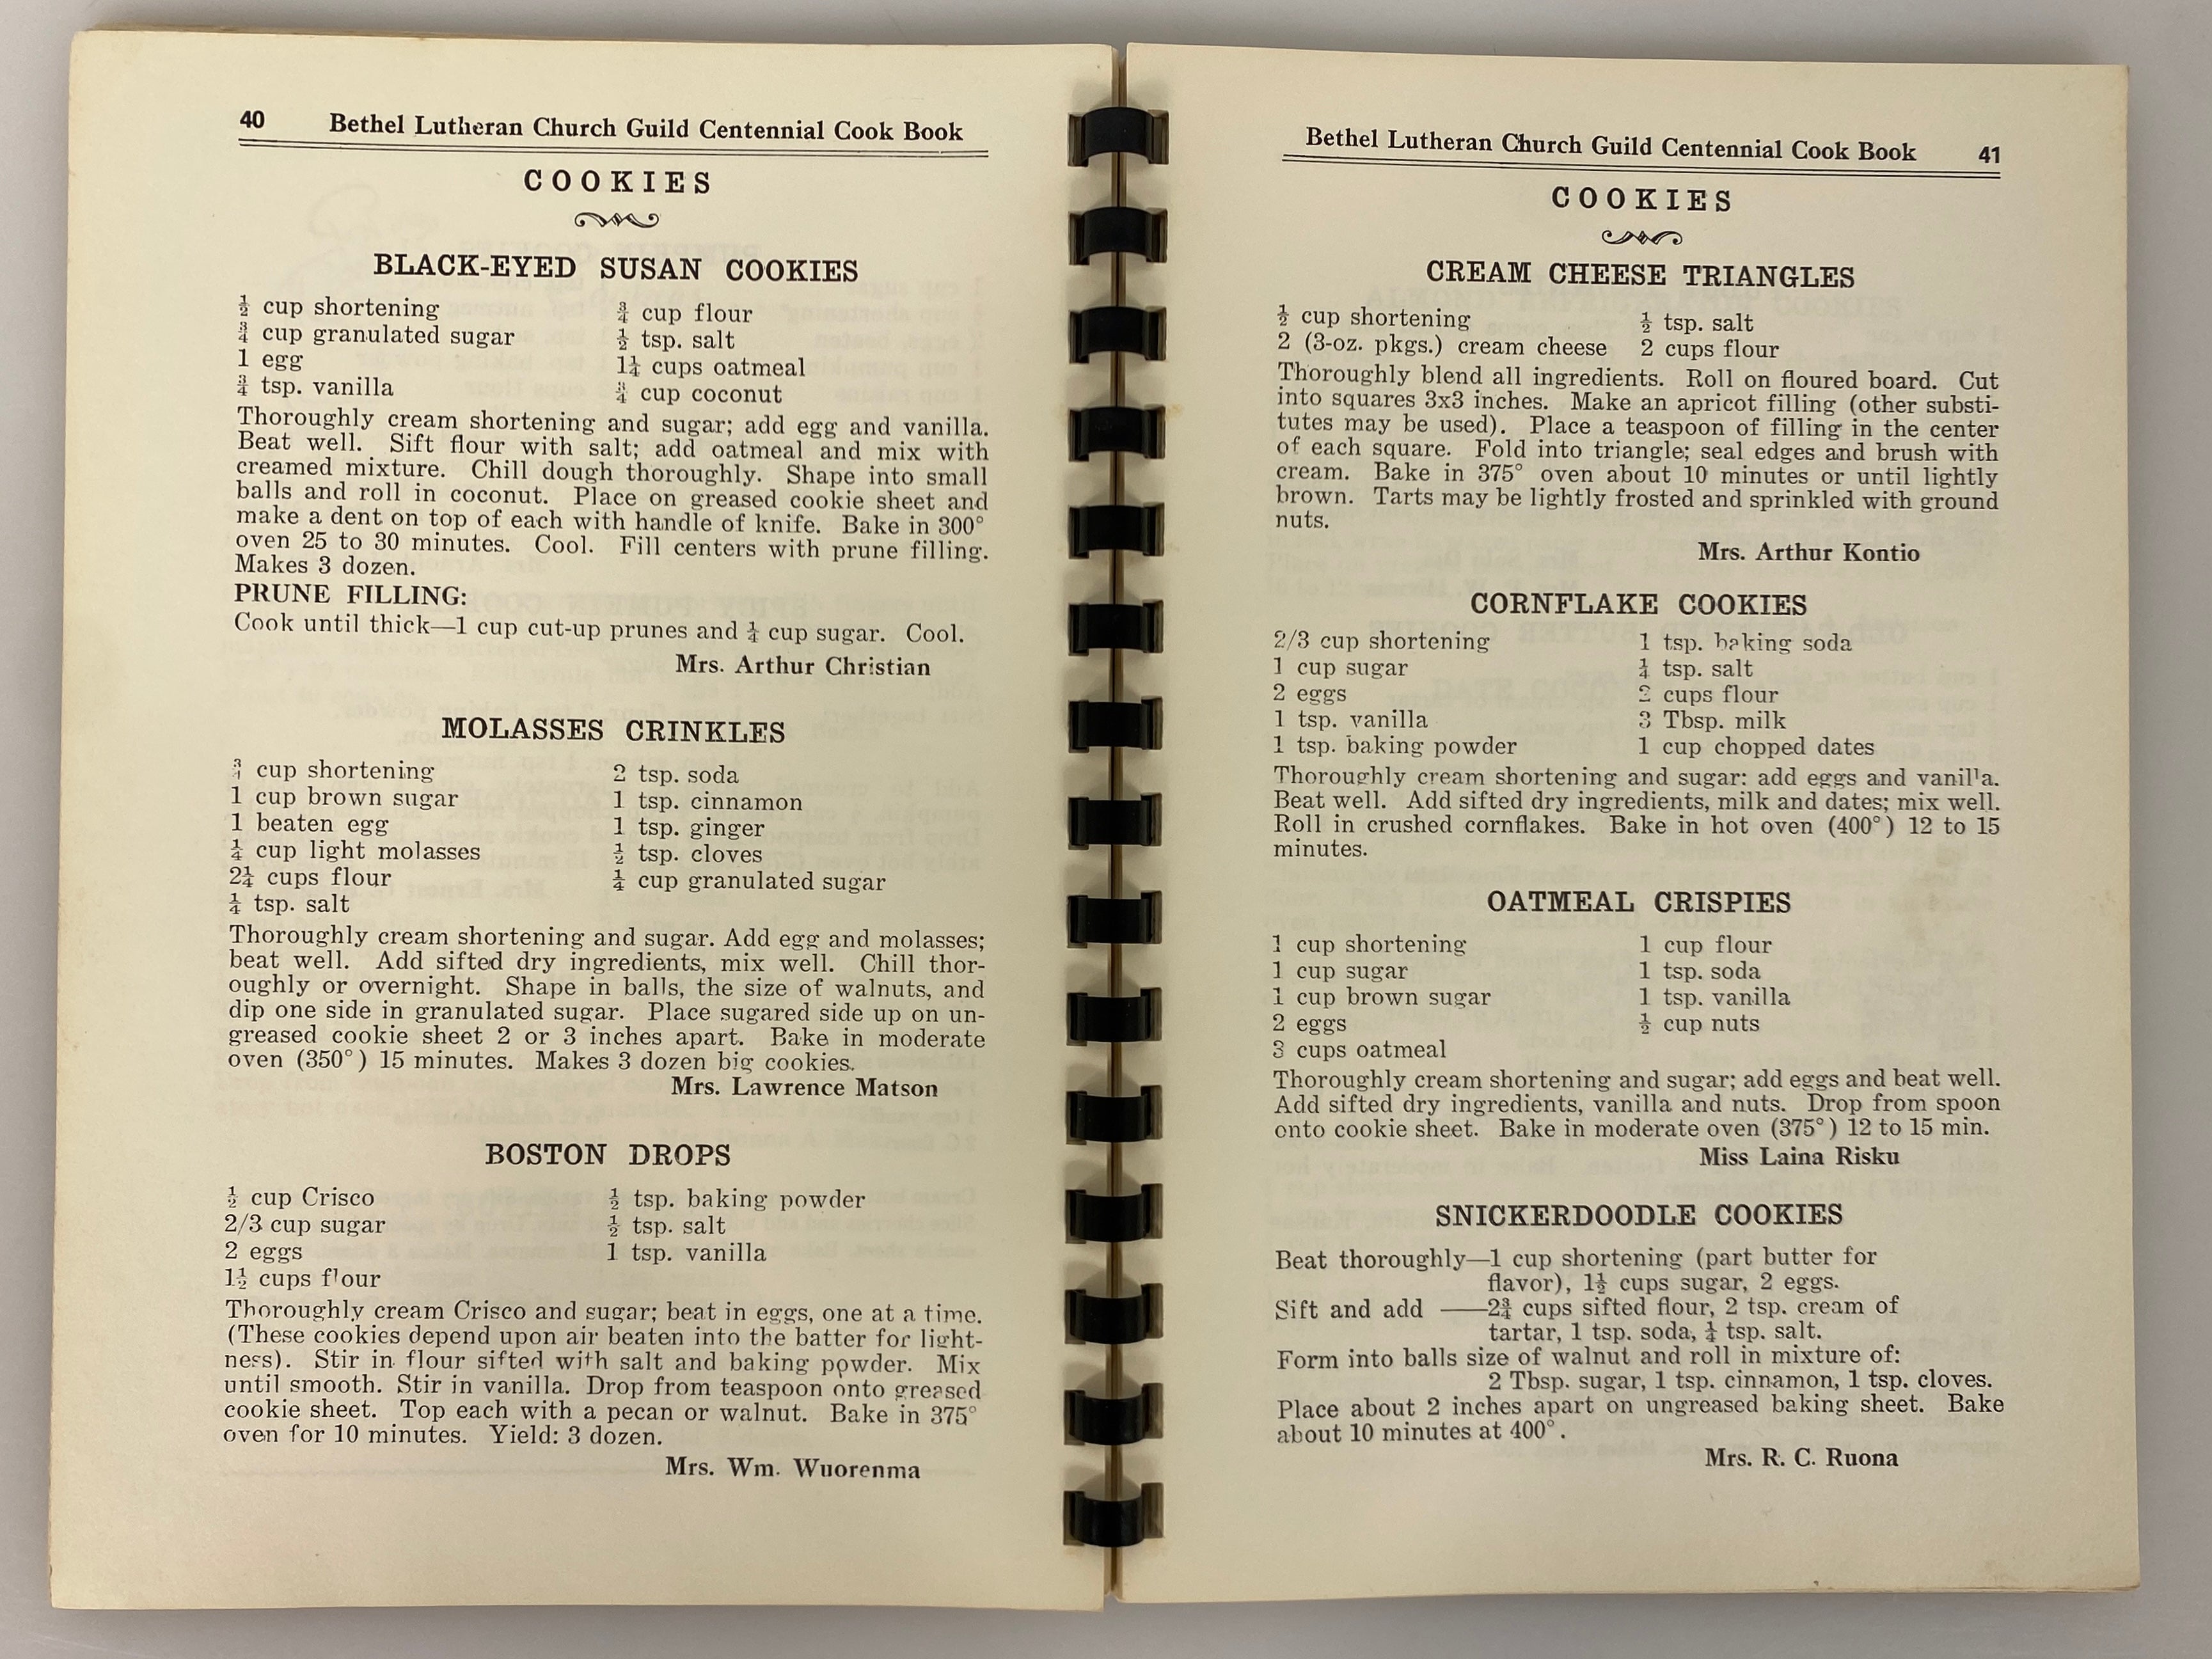 40 Bethel Lutheran Church Guild Centennial Cook Book
COOKIES
BLACK-EYED SUSAN COOKIES
½ cup shortening ¾ cup flour
¾ cup granulated sugar ½ tsp. salt
1 egg 1¼ cups oatmeal
¾ tsp. vanilla ¾ cup coconut
Thoroughly cream shortening and sugar; add egg and vanilla.
Beat well. Sift flour with salt; add oatmeal and mix with
creamed mixture. Chill dough thoroughly. Shape into small
balls and roll in coconut. Place on greased cookie sheet and
make a dent on top of each with handle of knife. Bake in 300°
oven 25 to 30 minutes. Cool. Fill centers with prune filling.
Makes 3 dozen.
PRUNE FILLING:
Cook until thick—1 cup cut-up prunes and ¼ cup sugar. Cool.
Mrs. Arthur Christian
MOLASSES CRINKLES
¾ cup shortening 2 tsp. soda
1 cup brown sugar 1 tsp. cinnamon
1 beaten egg 1 tsp. ginger
¼ cup light molasses ½ tsp. cloves
2¼ cups flour ¼ cup granulated sugar
¼ tsp. salt
Thoroughly cream shortening and sugar. Add egg and molasses;
beat well. Add sifted dry ingredients, mix well. Chill thor-
oughly or overnight. Shape in balls, the size of walnuts, and
dip one side in granulated sugar. Place sugared side up on un-
greased cookie sheet 2 or 3 inches apart. Bake in moderate
oven (350°) 15 minutes. Makes 3 dozen big cookies.
Mrs. Lawrence Matson
BOSTON DROPS
½ cup Crisco ½ tsp. baking powder
2/3 cup sugar ½ tsp. salt
2 eggs 1 tsp. vanilla
1½ cups flour
Thoroughly cream Crisco and sugar; beat in eggs, one at a time.
(These cookies depend upon air beaten into the batter for light-
ness). Stir in flour sifted with salt and baking powder. Mix
until smooth. Stir in vanilla. Drop from teaspoon onto greased
cookie sheet. Top each with a pecan or walnut. Bake in 375°
oven for 10 minutes. Yield: 3 dozen.
Mrs. Wm. Wuorenma
Bethel Lutheran Church Guild Centennial Cook Book 41
COOKIES
CREAM CHEESE TRIANGLES
½ cup shortening ½ tsp. salt
2 (3-oz. pkgs.) cream cheese 2 cups flour
Thoroughly blend all ingredients. Roll on floured board. Cut
into squares 3x3 inches. Make an apricot filling (other substi-
tutes may be used). Place a teaspoon of filling in the center
of each square. Fold into triangle; seal edges and brush with
cream. Bake in 375° oven about 10 minutes or until lightly
brown. Tarts may be lightly frosted and sprinkled with ground
nuts.
Mrs. Arthur Kontio
CORNFLAKE COOKIES
2/3 cup shortening 1 tsp. baking soda
1 cup sugar ¼ tsp. salt
2 eggs 2 cups flour
1 tsp. vanilla 3 Tbsp. milk
1 tsp. baking powder 1 cup chopped dates
Thoroughly cream shortening and sugar: add eggs and vanilla.
Beat well. Add sifted dry ingredients, milk and dates; mix well.
Roll in crushed cornflakes. Bake in hot oven (400°) 12 to 15
minutes.
OATMEAL CRISPIES
1 cup shortening 1 cup flour
1 cup sugar 1 tsp. soda
1 cup brown sugar 1 tsp. vanilla
2 eggs ½ cup nuts
3 cups oatmeal
Thoroughly cream shortening and sugar; add eggs and beat well.
Add sifted dry ingredients, vanilla and nuts. Drop from spoon
onto cookie sheet. Bake in moderate oven (375°) 12 to 15 min.
Miss Laina Risku
SNICKERDOODLE COOKIES
Beat thoroughly—1 cup shortening (part butter for
flavor), 1½ cups sugar, 2 eggs.
Sift and add ——2¾ cups sifted flour, 2 tsp. cream of
tartar, 1 tsp. soda, ¼ tsp. salt.
Form into balls size of walnut and roll in mixture of:
2 Tbsp. sugar, 1 tsp. cinnamon, 1 tsp. cloves.
Place about 2 inches apart on ungreased baking sheet. Bake
about 10 minutes at 400°.
Mrs. R. C. Ruona